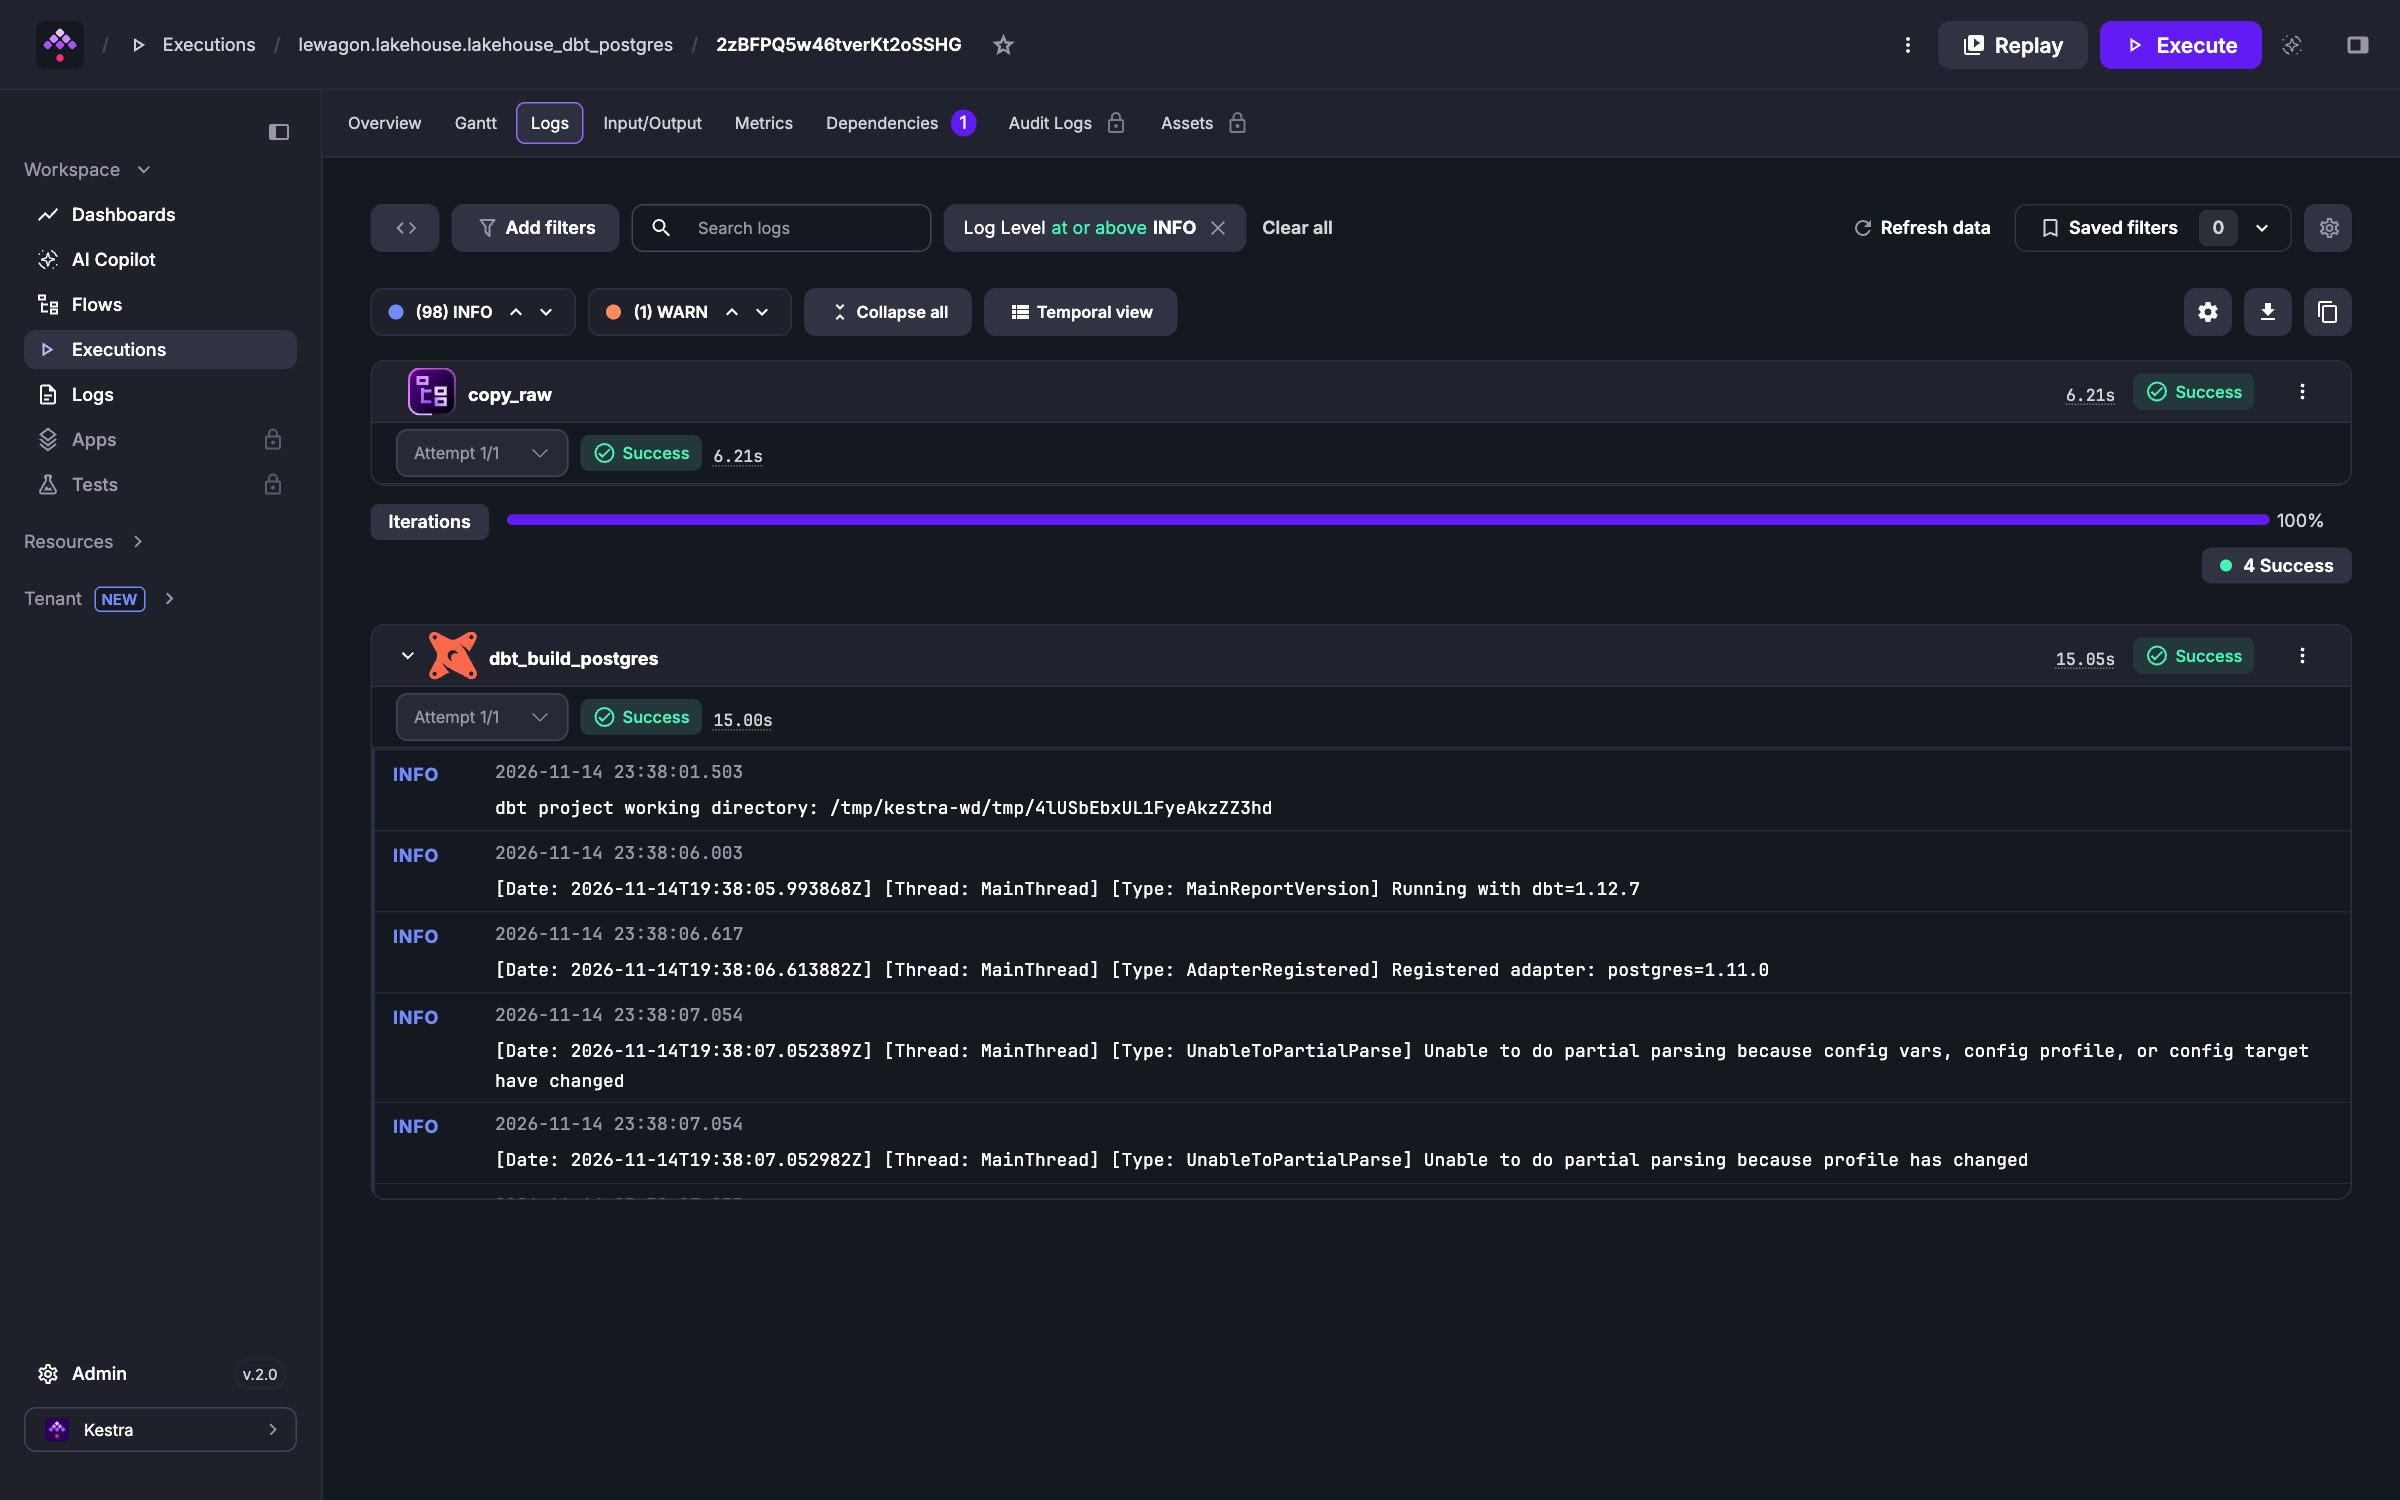 / Executions / lewagon.lakehouse.lakehouse_dbt_postgres / 2zBFPQ5w46tverKt2oSSHG
Replay
Execute
Workspace
Dashboards
AI Copilot
Flows
Executions
Logs
Apps
Tests
Resources
Tenant NEW
Admin v.2.0
Kestra
Overview Gantt Logs Input/Output Metrics Dependencies 1 Audit Logs Assets
Add filters Search logs Log Level at or above INFO Clear all Refresh data Saved filters 0
(98) INFO (1) WARN Collapse all Temporal view
copy_raw 6.21s Success
Attempt 1/1 Success 6.21s
Iterations 100%
4 Success
dbt_build_postgres 15.05s Success
Attempt 1/1 Success 15.00s
INFO 2026-11-14 23:38:01.503
dbt project working directory: /tmp/kestra-wd/tmp/4lUSbEbxUL1FyeAkzZZ3hd
INFO 2026-11-14 23:38:06.003
[Date: 2026-11-14T19:38:05.993868Z] [Thread: MainThread] [Type: MainReportVersion] Running with dbt=1.12.7
INFO 2026-11-14 23:38:06.617
[Date: 2026-11-14T19:38:06.613882Z] [Thread: MainThread] [Type: AdapterRegistered] Registered adapter: postgres=1.11.0
INFO 2026-11-14 23:38:07.054
[Date: 2026-11-14T19:38:07.052389Z] [Thread: MainThread] [Type: UnableToPartialParse] Unable to do partial parsing because config vars, config profile, or config target
have changed
INFO 2026-11-14 23:38:07.054
[Date: 2026-11-14T19:38:07.052982Z] [Thread: MainThread] [Type: UnableToPartialParse] Unable to do partial parsing because profile has changed